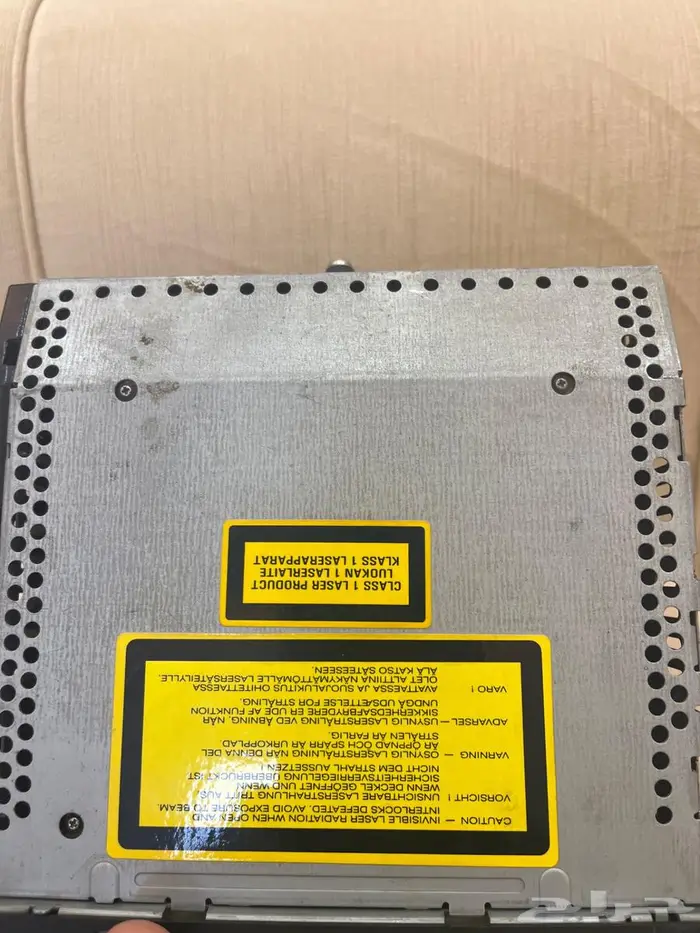 CLASS 1 LASER PRODUCT
LUOKAN 1 LASERLAITE
KLASS 1 LASERAPPARAT
CAUTION — INVISIBLE LASER RADIATION WHEN OPEN AND
INTERLOCKS DEFEATED. AVOID EXPOSURE TO BEAM.
VORSICHT ! UNSICHTBARE LASERSTRAHLUNG TRITT AUS,
WENN DECKEL GEÖFFNET UND WENN
SICHERHEITSVERRIEGELUNG ÜBERBRÜCKT IST
NICHT DEM STRAHL AUSSETZEN !
VARNING — OSYNLIG LASERSTRÅLNING NÄR DENNA DEL
ÄR ÖPPNAD OCH SPÄRR ÄR URKOPPLAD
STRÅLEN ÄR FARLIG.
ADVARSEL— USYNLIG LASERSTRÅLING VED ÅBNING, NÅR
SIKKERHEDSAFBRYDERE ER UDE AF FUNKTION
UNDGÅ UDSÆTTELSE FOR STRÅLING.
VARO ! AVATTAESSA JA SUOJALUKITUS OHITETTAESSA
OLET ALTTIINA NÄKYMÄTTÖMÄLLE LASERSÄTEILYLLE.
ÄLÄ KATSO SÄTEESEEN.
حراج